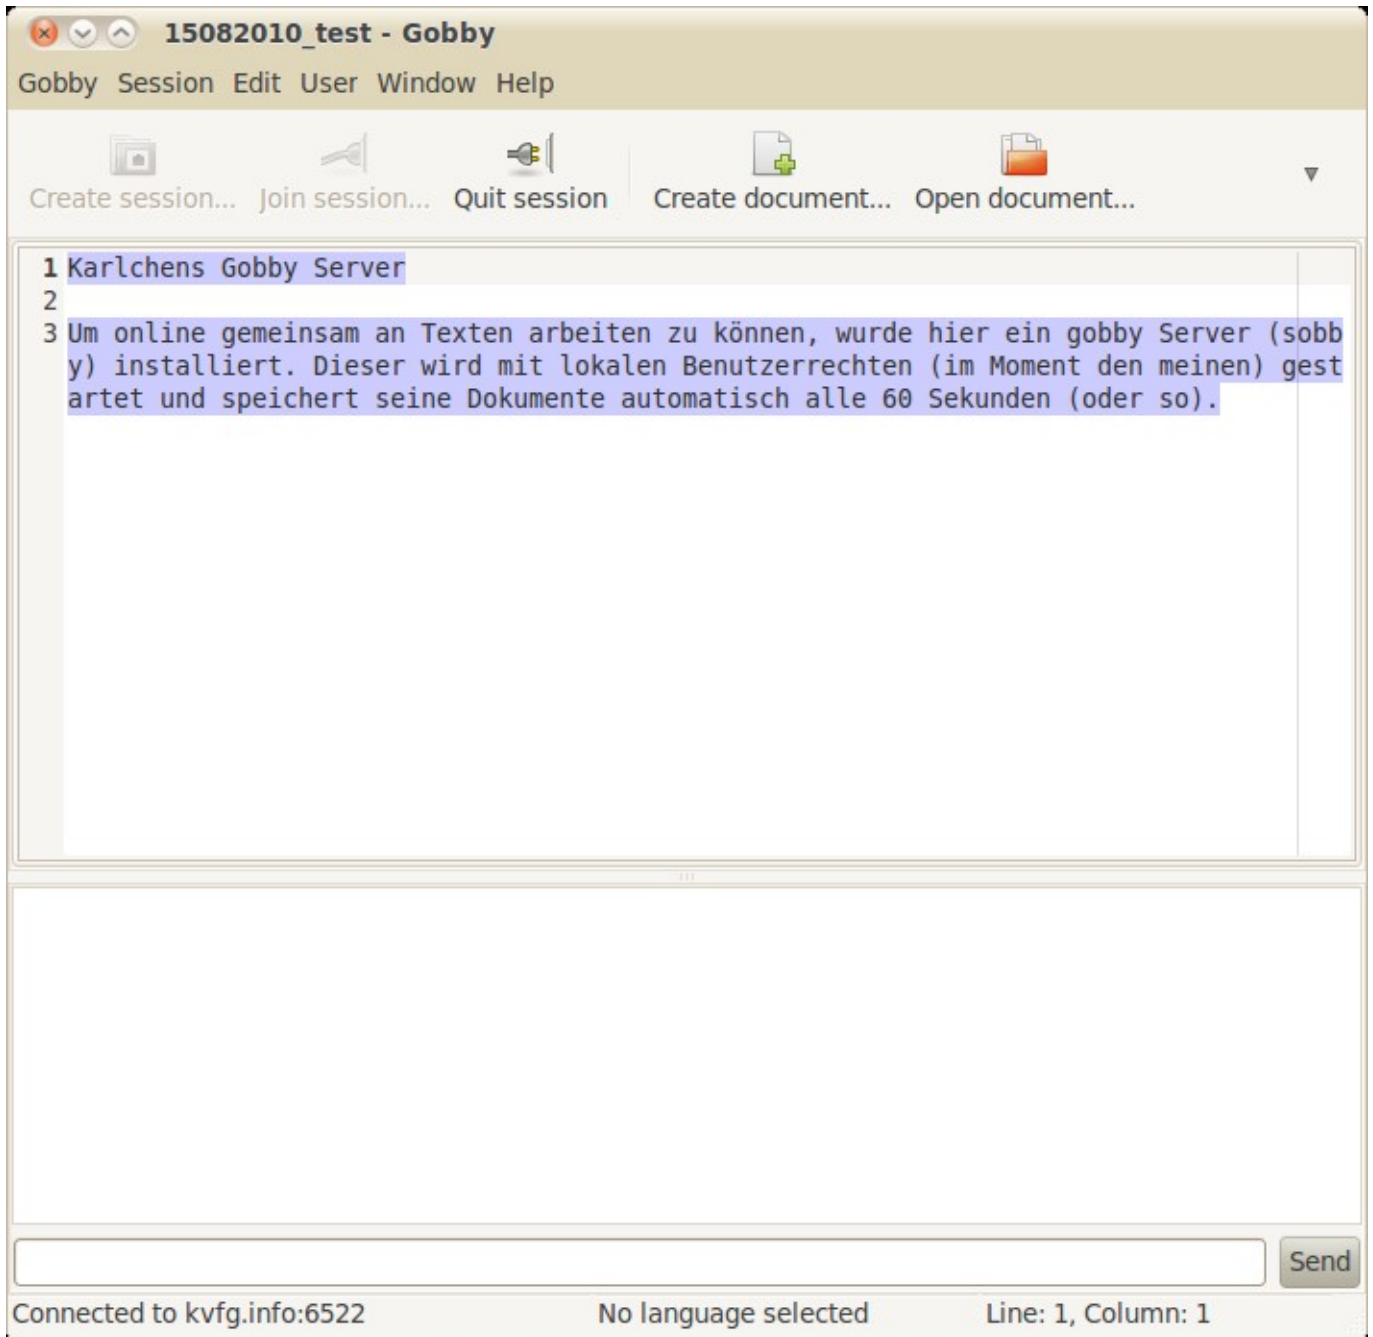 15082010_test - Gobby
Gobby Session Edit User Window Help
Create session... Join session... Quit session Create document... Open document...
1 Karlchens Gobby Server
2
3 Um online gemeinsam an Texten arbeiten zu können, wurde hier ein gobby Server (sobb
y) installiert. Dieser wird mit lokalen Benutzerrechten (im Moment den meinen) gest
artet und speichert seine Dokumente automatisch alle 60 Sekunden (oder so).
Send
Connected to kvfg.info:6522 No language selected Line: 1, Column: 1